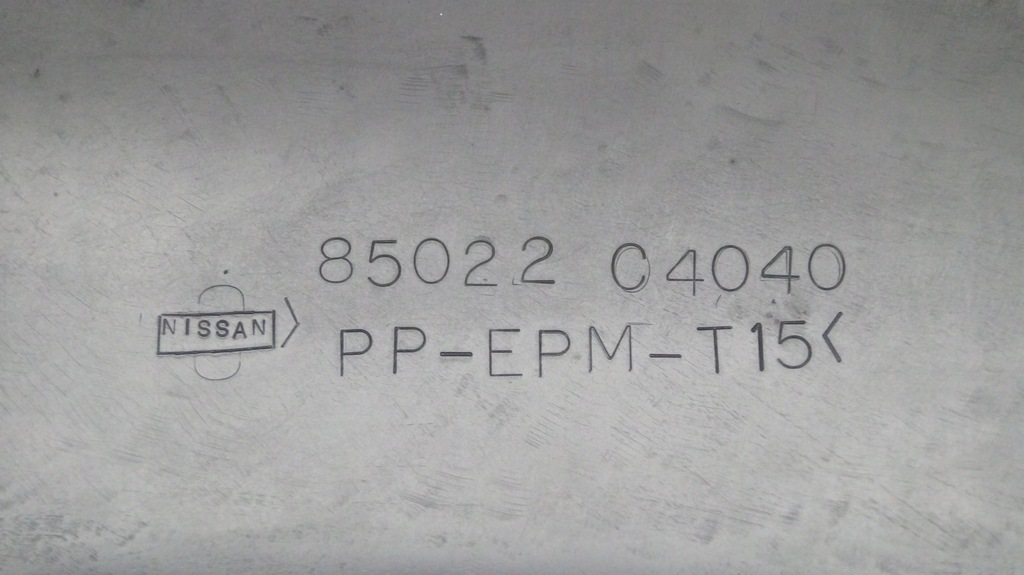 85022 C4040
NISSAN
>PP-EPM-T15<